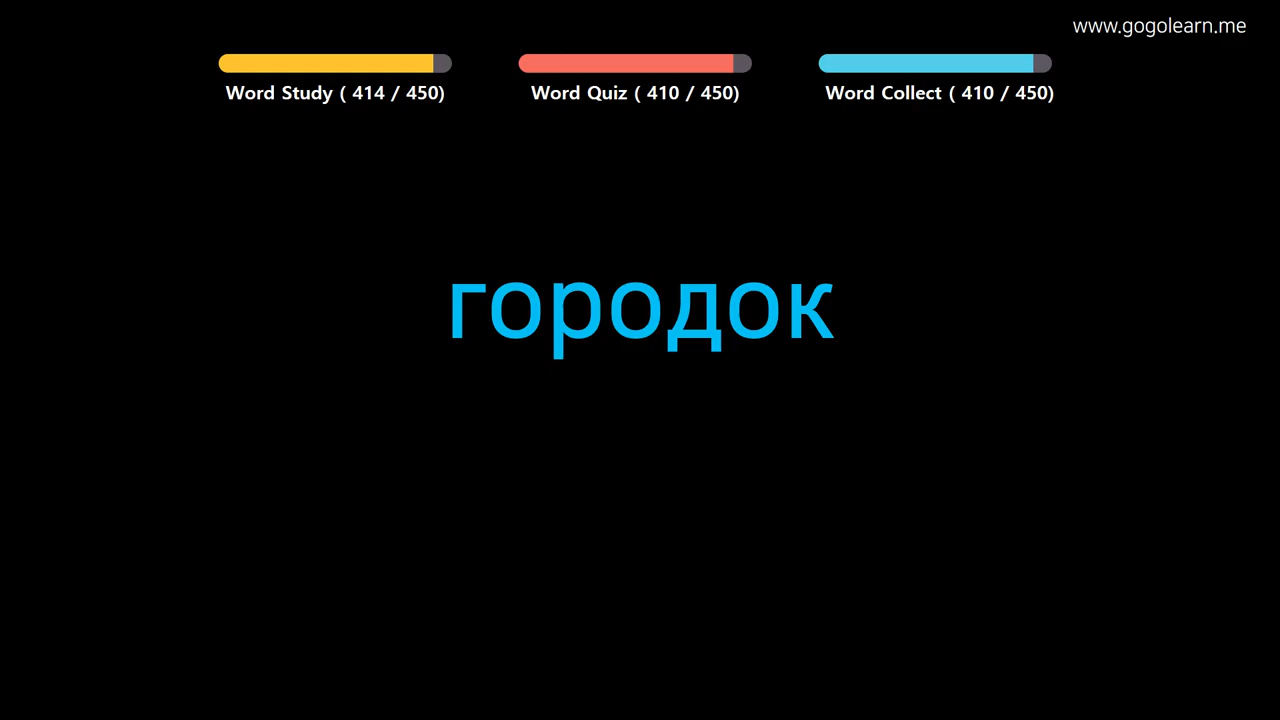 www.gogolearn.me
Word Study ( 414 / 450)
Word Quiz ( 410 / 450)
Word Collect ( 410 / 450)
городок